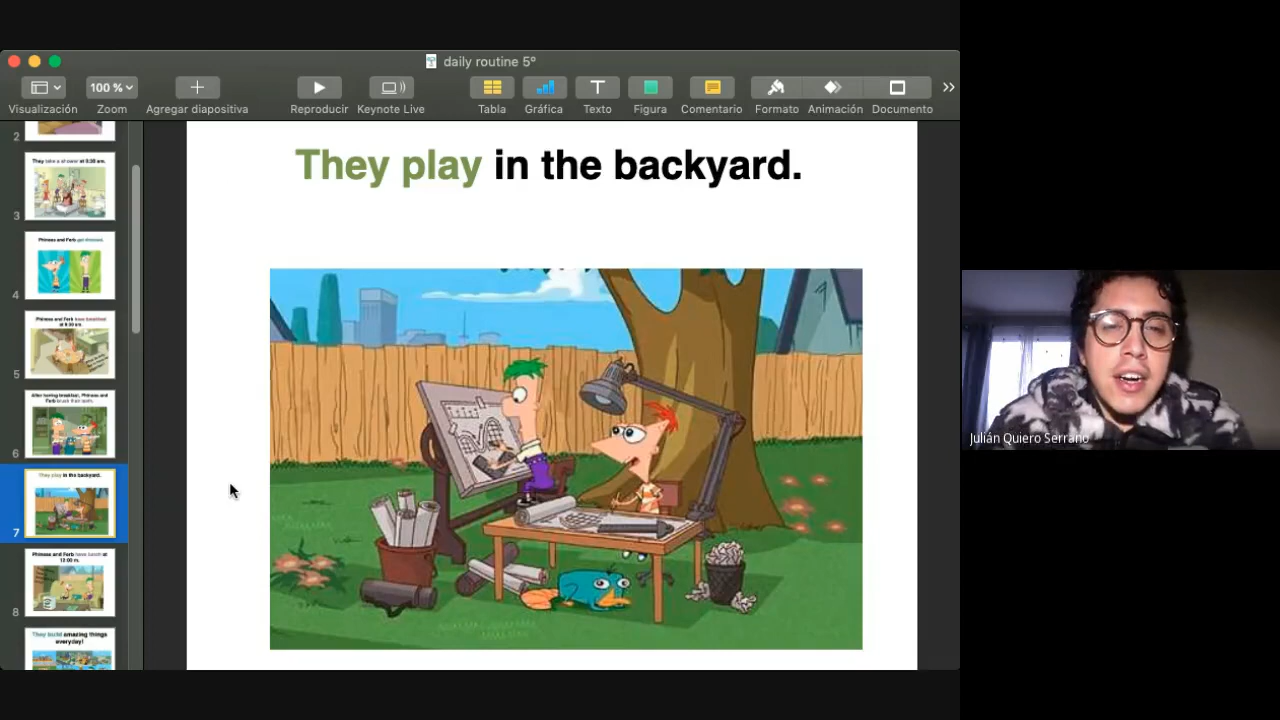 daily routine 5º
100 %
Visualización
Zoom
Agregar diapositiva
Reproducir
Keynote Live
Tabla
Gráfica
Texto
Figura
Comentario
Formato
Animación
Documento
2
They take a shower at 8:30 am.
3
Phineas and Ferb get dressed.
4
Phineas and Ferb have breakfast
5
After having breakfast, Phineas and
Ferb brush their teeth.
6
They play in the backyard.
7
Phineas and Ferb have lunch at
12:00 m.
8
They build amazing things
everyday!
They play in the backyard.
Julián Quiero Serrano